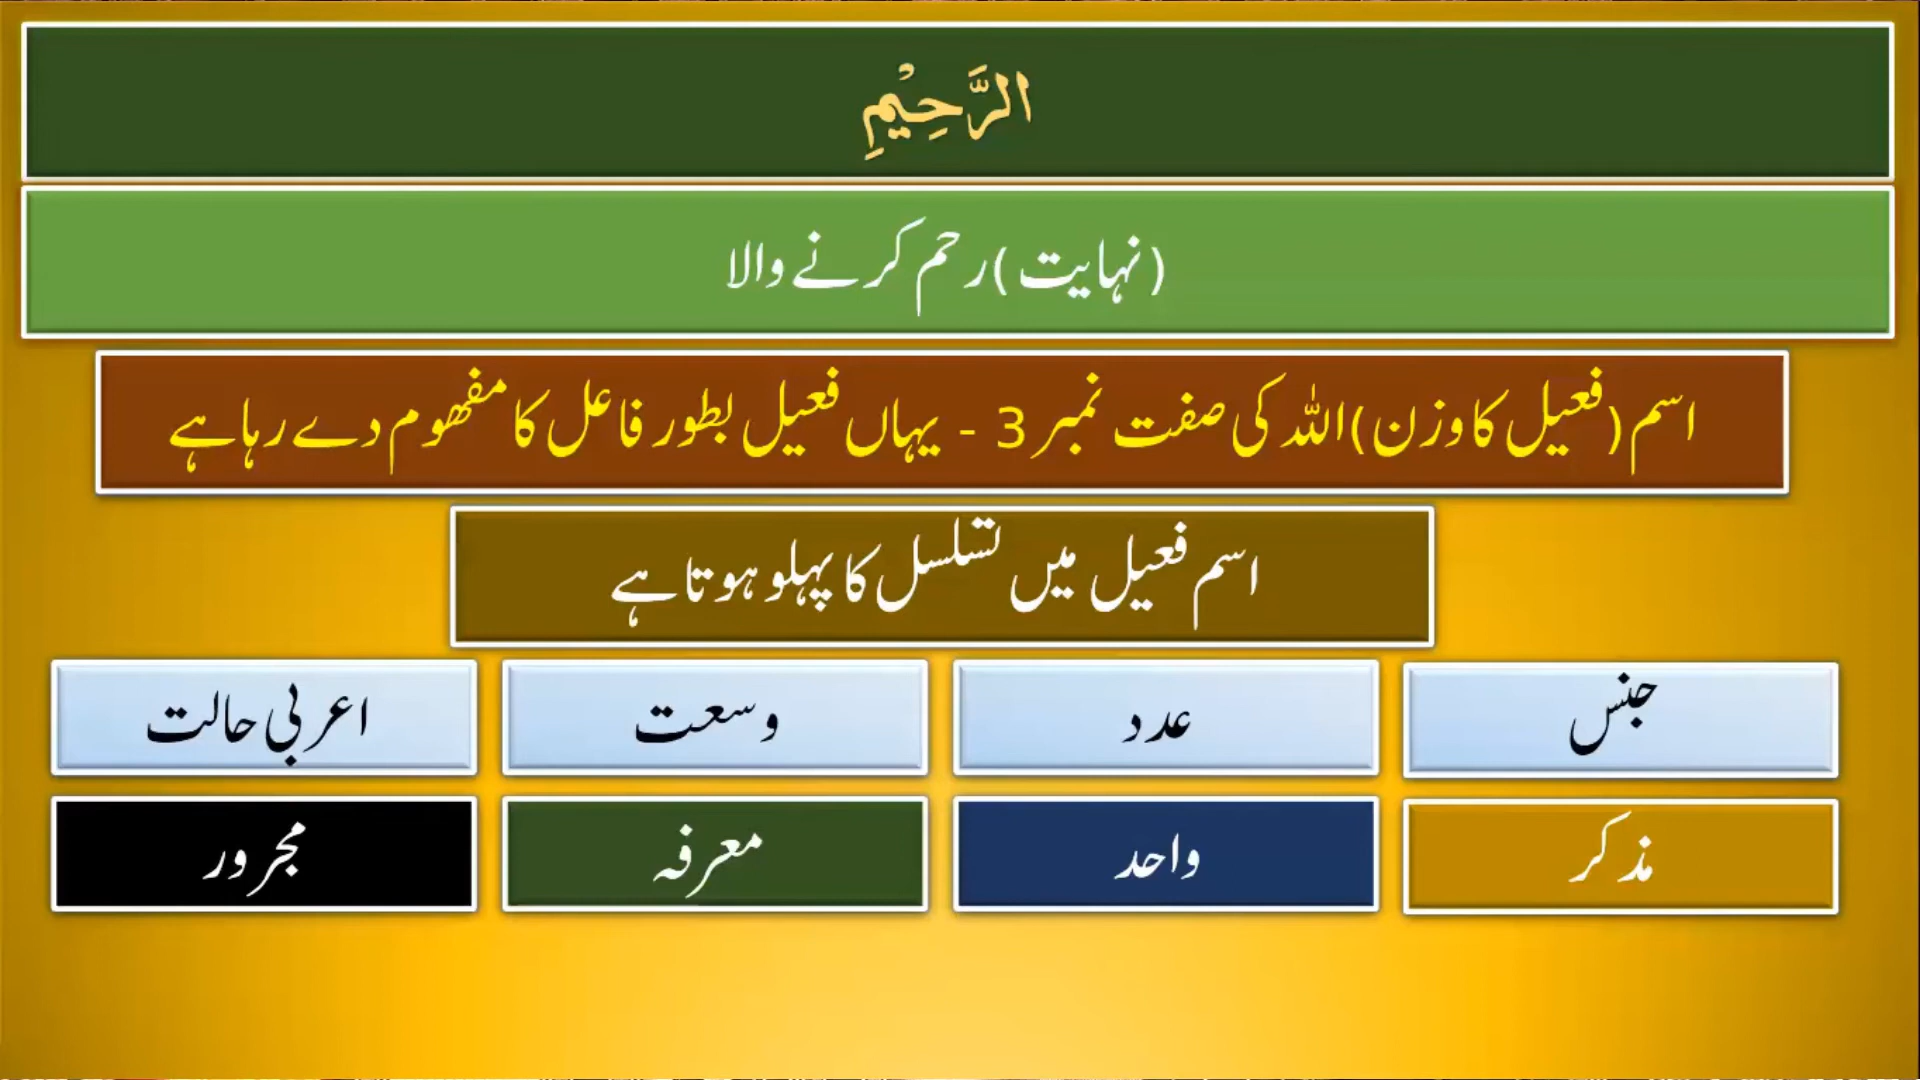 الرَّحِيْمِ
(نہایت)رحم کرنے والا
اسم(فعیل کا وزن)اللہ کی صفت نمبر 3 - یہاں فعیل بطور فاعل کا مفھوم دے رہا ہے
اسم فعیل میں تسلسل کا پہلو ہوتا ہے
جنس عدد وسعت اعربی حالت
مذکر واحد معرفہ مجرور